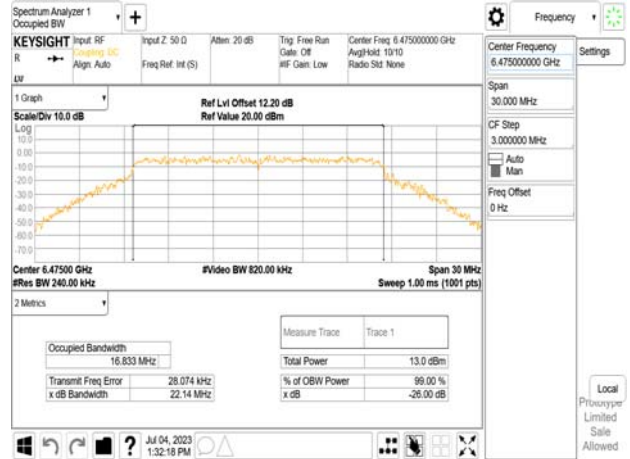 Spectrum Analyzer 1
Occupied BW
+
Frequency
KEYSIGHT
R
Input: RF
Coupling: DC
Align: Auto
Input Z: 50 Ω
Freq Ref: Int (S)
Atten: 20 dB
Trig: Free Run
Gate: Off
#IF Gain: Low
Center Freq: 6.475000000 GHz
Avg|Hold: 10/10
Radio Std: None
Center Frequency
6.475000000 GHz
Settings
Span
30.000 MHz
CF Step
3.000000 MHz
Auto
Man
Freq Offset
0 Hz
1 Graph
Scale/Div 10.0 dB
Ref Lvl Offset 12.20 dB
Ref Value 20.00 dBm
Log
10.0
0.00
-10.0
-20.0
-30.0
-40.0
-50.0
-60.0
-70.0
Center 6.47500 GHz
#Res BW 240.00 kHz
#Video BW 820.00 kHz
Span 30 MHz
Sweep 1.00 ms (1001 pts)
2 Metrics
Measure Trace
Trace 1
Occupied Bandwidth
16.833 MHz
Total Power
13.0 dBm
Transmit Freq Error
28.074 kHz
% of OBW Power
99.00 %
x dB Bandwidth
22.14 MHz
x dB
-26.00 dB
Local
Prototype
Limited
Sale
Allowed
?
Jul 04, 2023
1:32:18 PM